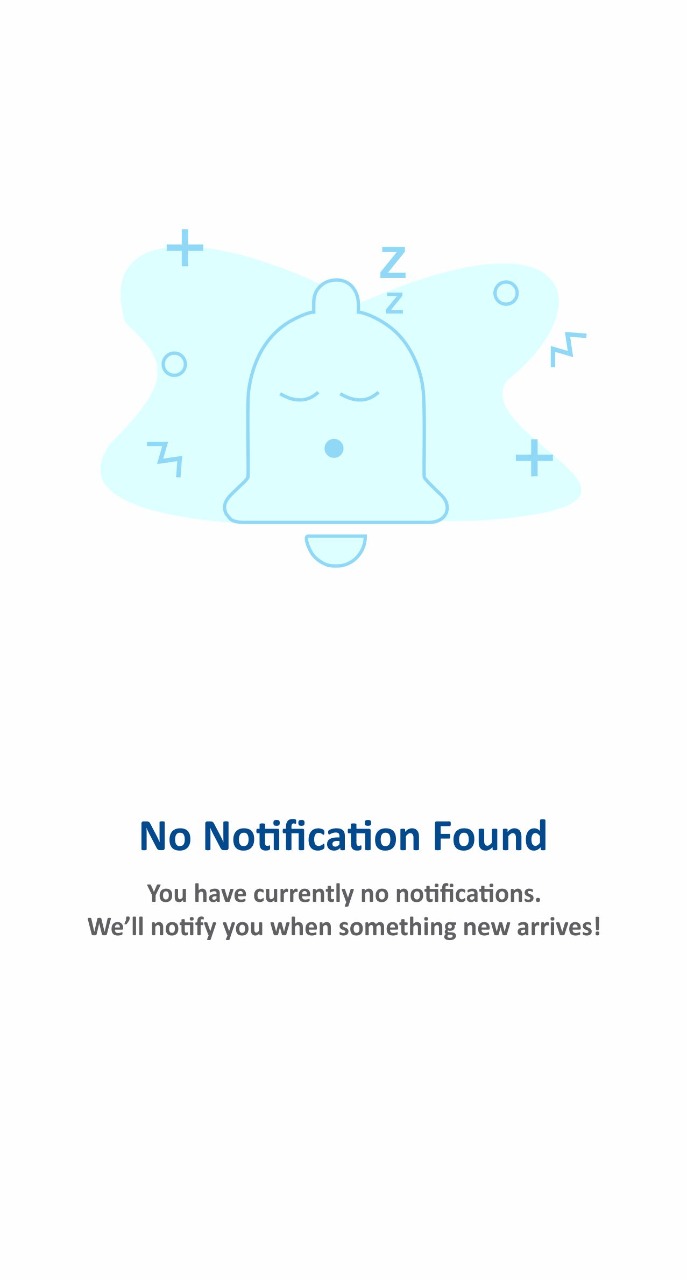 Z
z
No Notification Found
You have currently no notifications.
We’ll notify you when something new arrives!